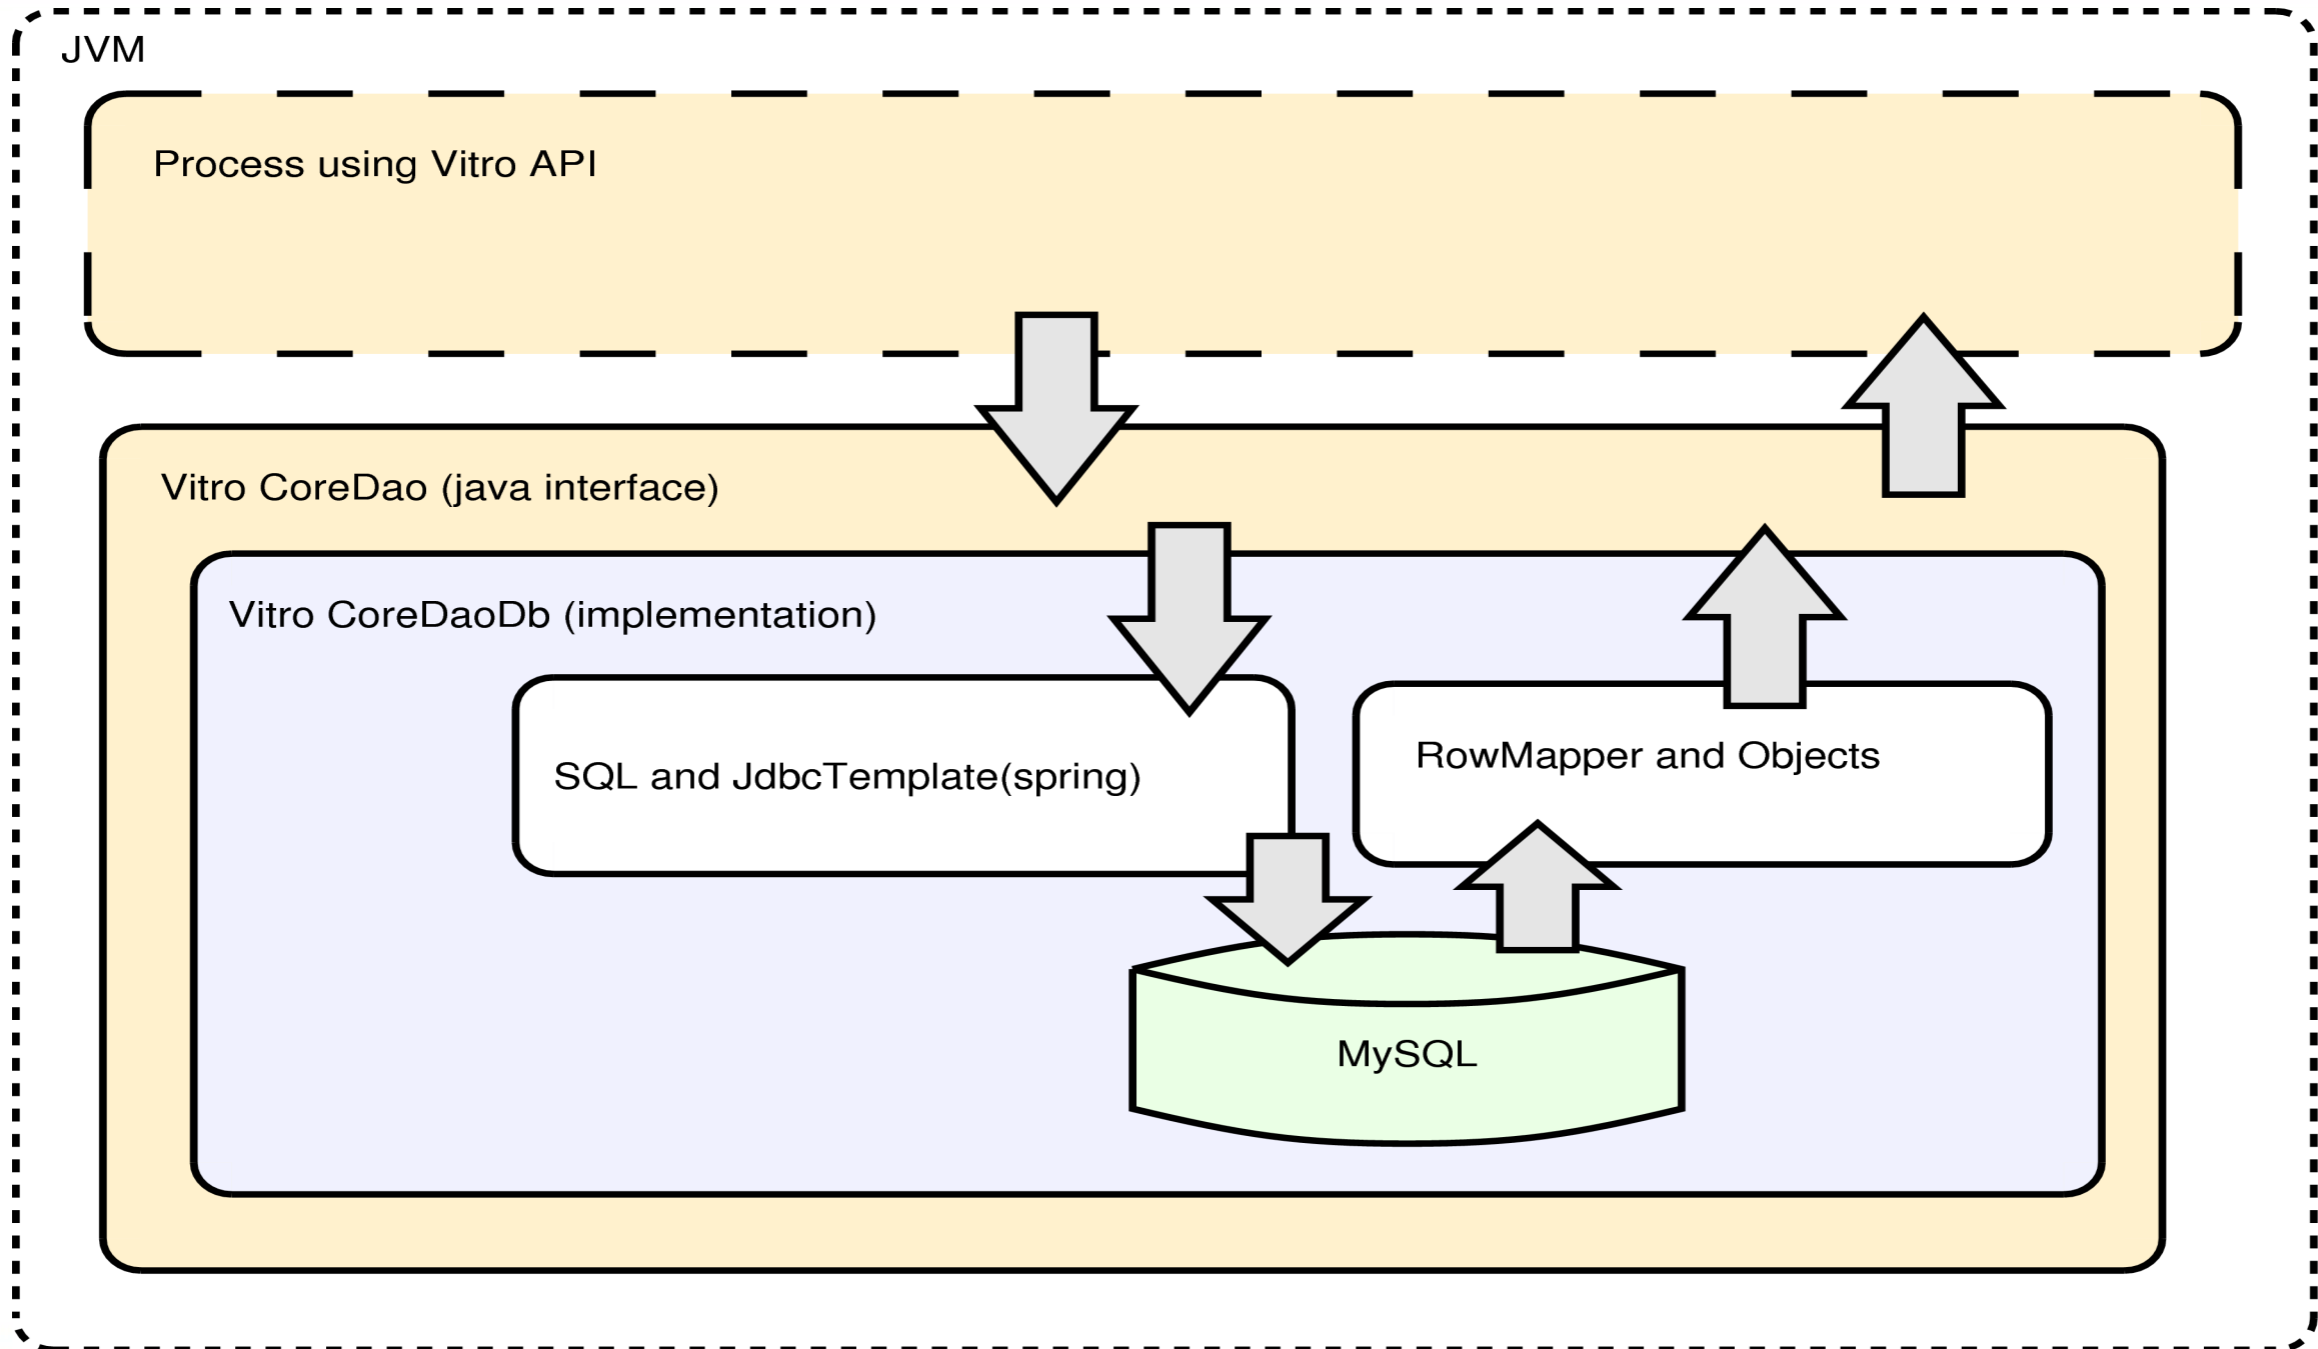 JVM
Process using Vitro API
Vitro CoreDao (java interface)
Vitro CoreDaoDb (implementation)
SQL and JdbcTemplate(spring)
RowMapper and Objects
MySQL